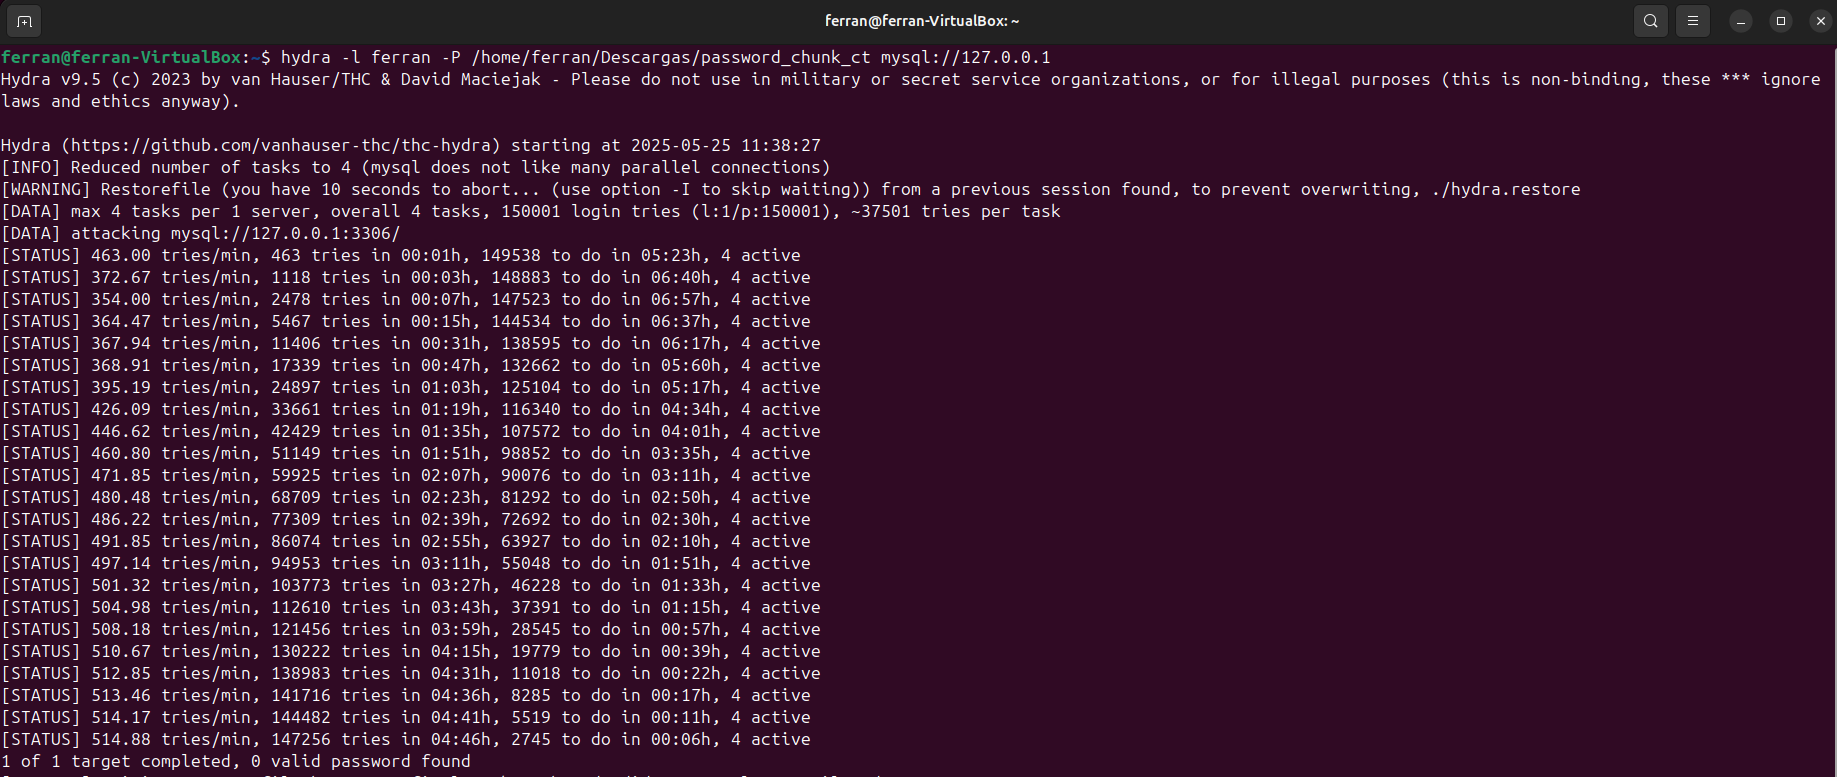 ferran@ferran-VirtualBox: ~
ferran@ferran-VirtualBox:~$ hydra -l ferran -P /home/ferran/Descargas/password_chunk_ct mysql://127.0.0.1
Hydra v9.5 (c) 2023 by van Hauser/THC & David Maciejak - Please do not use in military or secret service organizations, or for illegal purposes (this is non-binding, these *** ignore
laws and ethics anyway).
Hydra (https://github.com/vanhauser-thc/thc-hydra) starting at 2025-05-25 11:38:27
[INFO] Reduced number of tasks to 4 (mysql does not like many parallel connections)
[WARNING] Restorefile (you have 10 seconds to abort... (use option -I to skip waiting)) from a previous session found, to prevent overwriting, ./hydra.restore
[DATA] max 4 tasks per 1 server, overall 4 tasks, 150001 login tries (l:1/p:150001), ~37501 tries per task
[DATA] attacking mysql://127.0.0.1:3306/
[STATUS] 463.00 tries/min, 463 tries in 00:01h, 149538 to do in 05:23h, 4 active
[STATUS] 372.67 tries/min, 1118 tries in 00:03h, 148883 to do in 06:40h, 4 active
[STATUS] 354.00 tries/min, 2478 tries in 00:07h, 147523 to do in 06:57h, 4 active
[STATUS] 364.47 tries/min, 5467 tries in 00:15h, 144534 to do in 06:37h, 4 active
[STATUS] 367.94 tries/min, 11406 tries in 00:31h, 138595 to do in 06:17h, 4 active
[STATUS] 368.91 tries/min, 17339 tries in 00:47h, 132662 to do in 05:60h, 4 active
[STATUS] 395.19 tries/min, 24897 tries in 01:03h, 125104 to do in 05:17h, 4 active
[STATUS] 426.09 tries/min, 33661 tries in 01:19h, 116340 to do in 04:34h, 4 active
[STATUS] 446.62 tries/min, 42429 tries in 01:35h, 107572 to do in 04:01h, 4 active
[STATUS] 460.80 tries/min, 51149 tries in 01:51h, 98852 to do in 03:35h, 4 active
[STATUS] 471.85 tries/min, 59925 tries in 02:07h, 90076 to do in 03:11h, 4 active
[STATUS] 480.48 tries/min, 68709 tries in 02:23h, 81292 to do in 02:50h, 4 active
[STATUS] 486.22 tries/min, 77309 tries in 02:39h, 72692 to do in 02:30h, 4 active
[STATUS] 491.85 tries/min, 86074 tries in 02:55h, 63927 to do in 02:10h, 4 active
[STATUS] 497.14 tries/min, 94953 tries in 03:11h, 55048 to do in 01:51h, 4 active
[STATUS] 501.32 tries/min, 103773 tries in 03:27h, 46228 to do in 01:33h, 4 active
[STATUS] 504.98 tries/min, 112610 tries in 03:43h, 37391 to do in 01:15h, 4 active
[STATUS] 508.18 tries/min, 121456 tries in 03:59h, 28545 to do in 00:57h, 4 active
[STATUS] 510.67 tries/min, 130222 tries in 04:15h, 19779 to do in 00:39h, 4 active
[STATUS] 512.85 tries/min, 138983 tries in 04:31h, 11018 to do in 00:22h, 4 active
[STATUS] 513.46 tries/min, 141716 tries in 04:36h, 8285 to do in 00:17h, 4 active
[STATUS] 514.17 tries/min, 144482 tries in 04:41h, 5519 to do in 00:11h, 4 active
[STATUS] 514.88 tries/min, 147256 tries in 04:46h, 2745 to do in 00:06h, 4 active
1 of 1 target completed, 0 valid password found